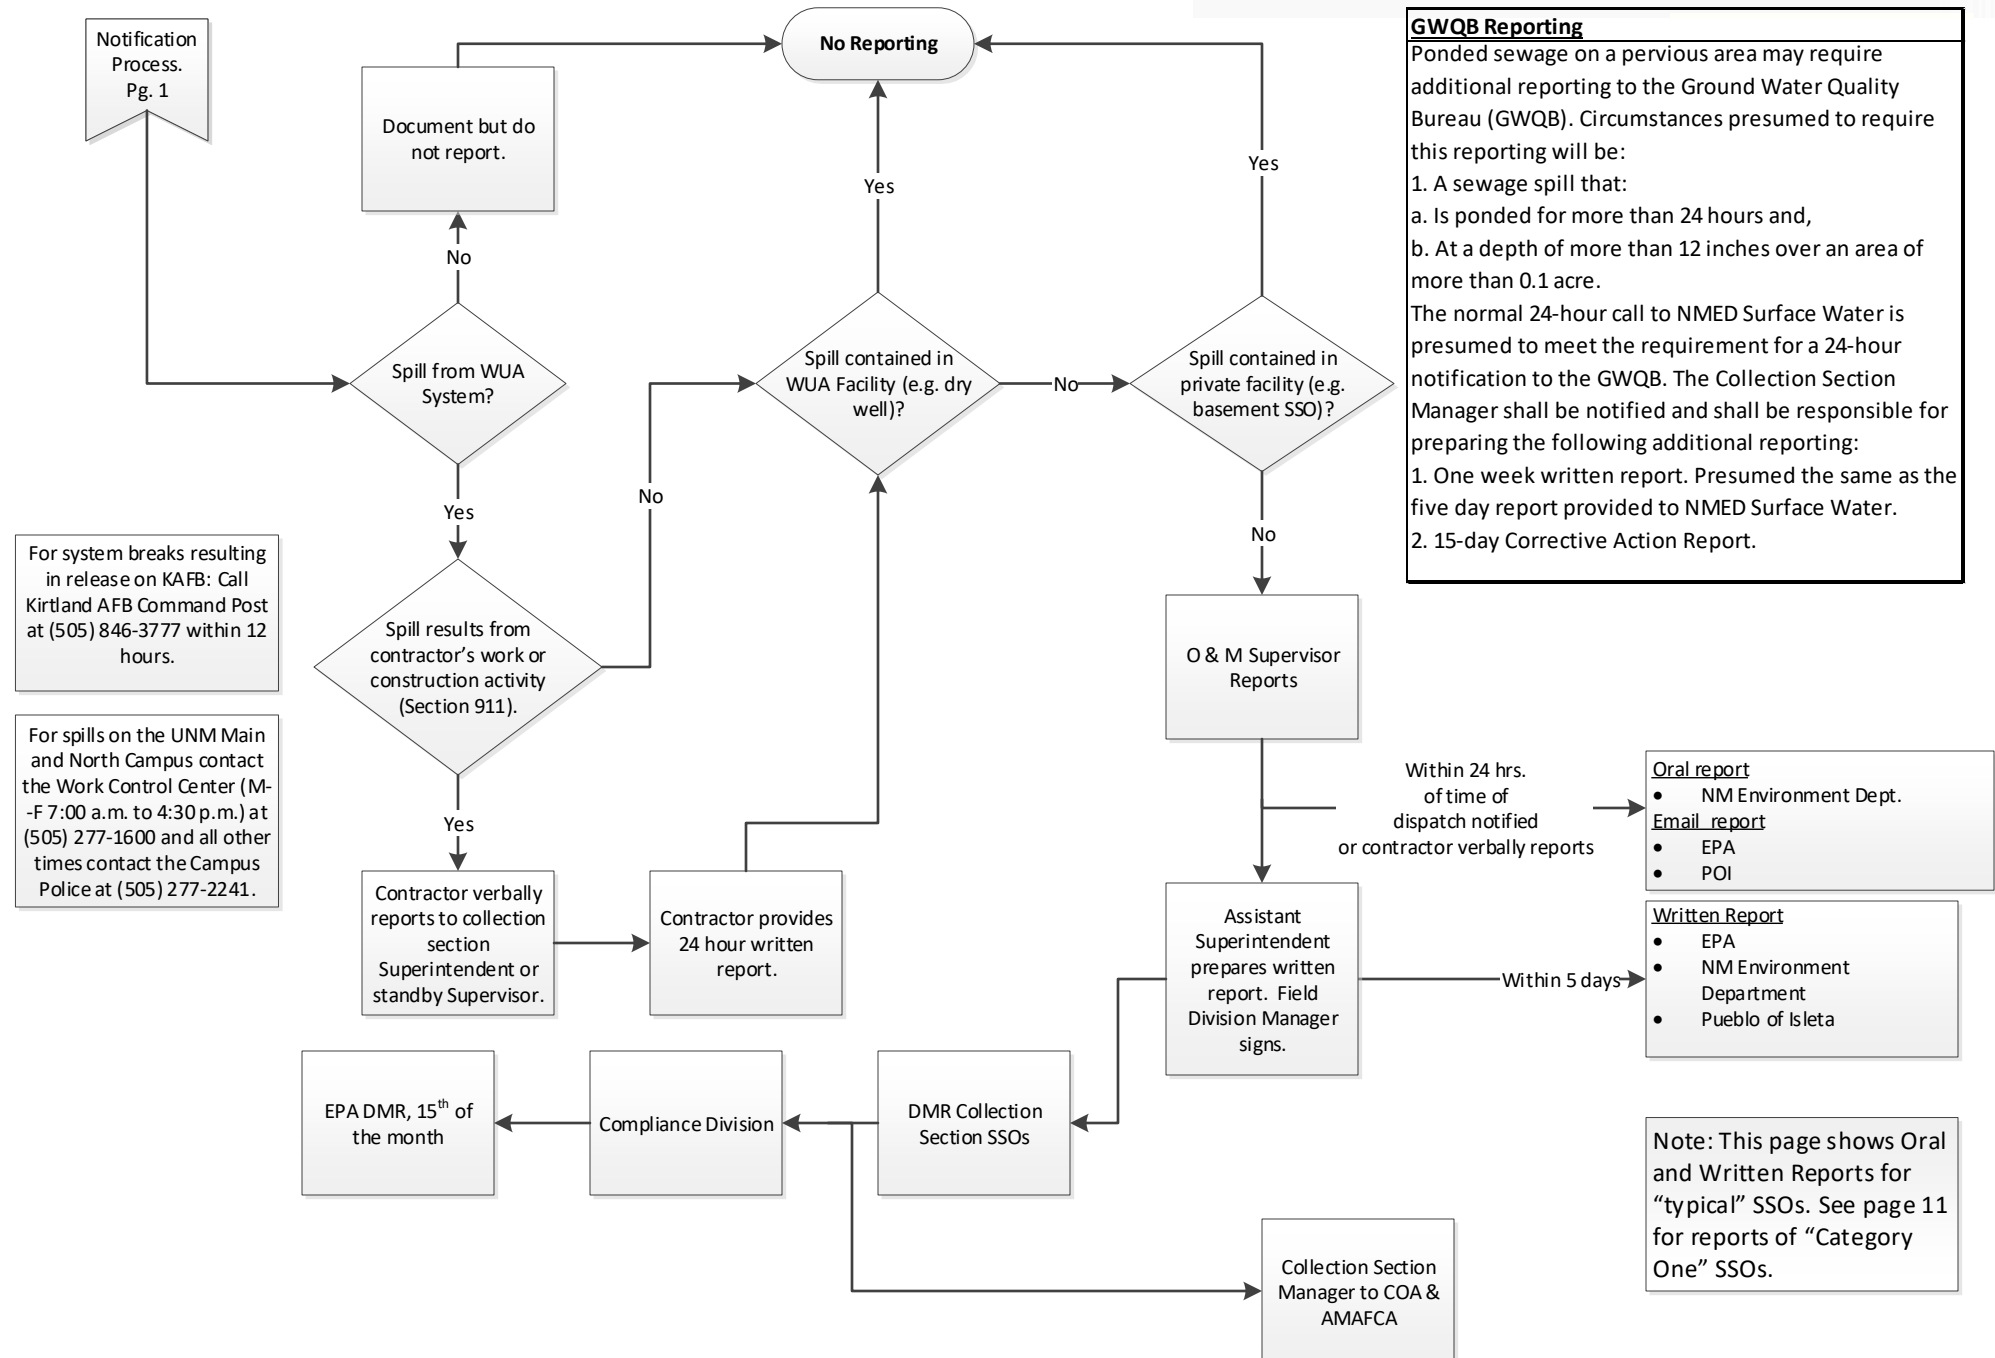 Notification
Process.
Pg. 1
No Reporting
Document but do
not report.
No
Yes
Yes
Spill from WUA
System?
Spill contained in
WUA Facility (e.g. dry
well)?
No
Spill contained in
private facility (e.g.
basement SSO)?
Yes
No
No
For system breaks resulting
in release on KAFB: Call
Kirtland AFB Command Post
at (505) 846-3777 within 12
hours.
Spill results from
contractor's work or
construction activity
(Section 911).
For spills on the UNM Main
and North Campus contact
the Work Control Center (M-
-F 7:00 a.m. to 4:30 p.m.) at
(505) 277-1600 and all other
times contact the Campus
Police at (505) 277-2241.
Yes
Contractor verbally
reports to collection
section
Superintendent or
standby Supervisor.
Contractor provides
24 hour written
report.
O & M Supervisor
Reports
Within 24 hrs.
of time of
dispatch notified
or contractor verbally reports
Oral report
• NM Environment Dept.
Email report
• EPA
• POI
Assistant
Superintendent
prepares written
report. Field
Division Manager
signs.
Within 5 days
Written Report
• EPA
• NM Environment
Department
• Pueblo of Isleta
DMR Collection
Section SSOs
Compliance Division
EPA DMR, 15th of
the month
Collection Section
Manager to COA &
AMAFCA
GWQB Reporting
Ponded sewage on a pervious area may require
additional reporting to the Ground Water Quality
Bureau (GWQB). Circumstances presumed to require
this reporting will be:
1. A sewage spill that:
a. Is ponded for more than 24 hours and,
b. At a depth of more than 12 inches over an area of
more than 0.1 acre.
The normal 24-hour call to NMED Surface Water is
presumed to meet the requirement for a 24-hour
notification to the GWQB. The Collection Section
Manager shall be notified and shall be responsible for
preparing the following additional reporting:
1. One week written report. Presumed the same as the
five day report provided to NMED Surface Water.
2. 15-day Corrective Action Report.
Note: This page shows Oral
and Written Reports for
“typical” SSOs. See page 11
for reports of “Category
One” SSOs.